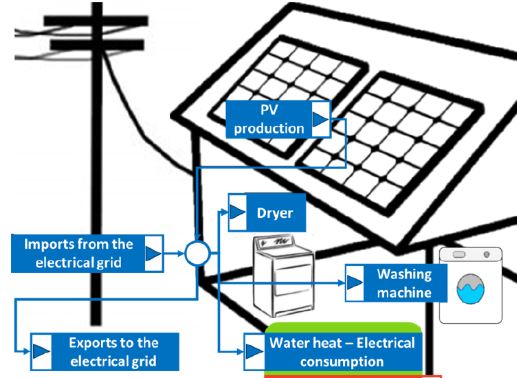 PV
production
Dryer
Imports from the
electrical grid
Washing
machine
Exports to the
electrical grid
Water heat – Electrical
consumption